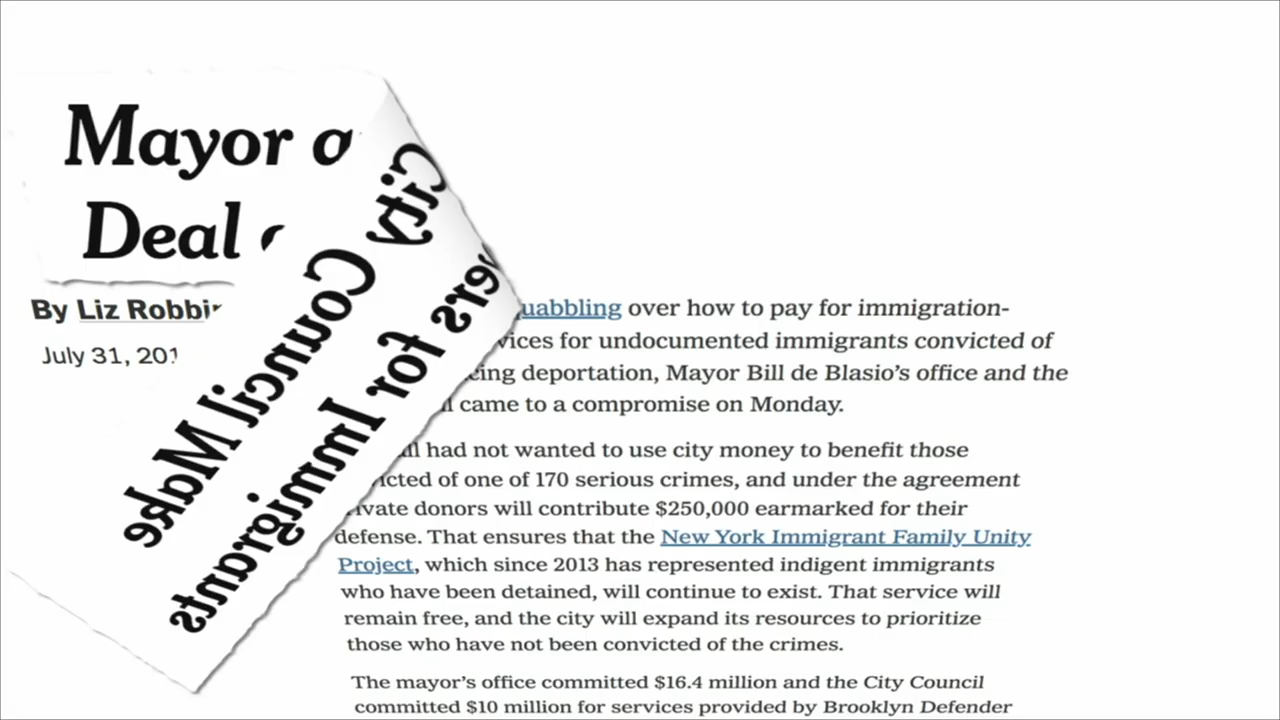 Mayor
Deal
City Council Make
ers for Immigrants
By Liz Robbin
July 31, 201
uabbling over how to pay for immigration-
vices for undocumented immigrants convicted of
cing deportation, Mayor Bill de Blasio’s office and the
l came to a compromise on Monday.
all had not wanted to use city money to benefit those
icted of one of 170 serious crimes, and under the agreement
rivate donors will contribute $250,000 earmarked for their
defense. That ensures that the New York Immigrant Family Unity
Project, which since 2013 has represented indigent immigrants
who have been detained, will continue to exist. That service will
remain free, and the city will expand its resources to prioritize
those who have not been convicted of the crimes.
The mayor’s office committed $16.4 million and the City Council
committed $10 million for services provided by Brooklyn Defender